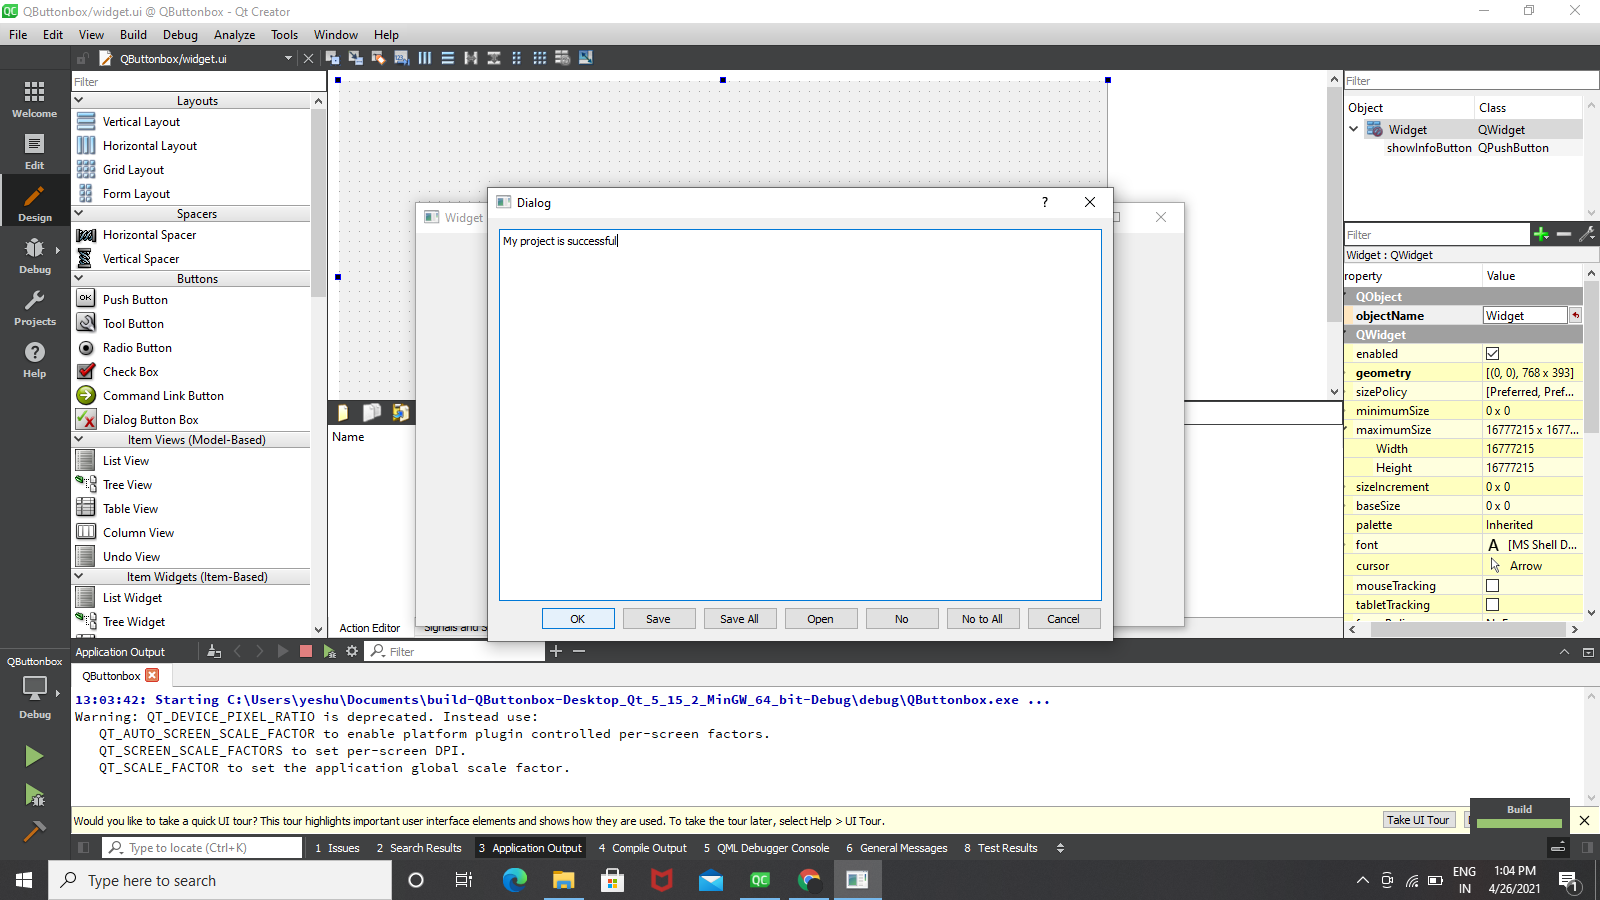 QButtonbox/widget.ui @ QButtonbox - Qt Creator
File Edit View Build Debug Analyze Tools Window Help
QButtonbox/widget.ui
Filter
Layouts
Vertical Layout
Horizontal Layout
Grid Layout
Form Layout
Spacers
Horizontal Spacer
Vertical Spacer
Buttons
Push Button
Tool Button
Radio Button
Check Box
Command Link Button
Dialog Button Box
Item Views (Model-Based)
List View
Tree View
Table View
Column View
Undo View
Item Widgets (Item-Based)
List Widget
Tree Widget
Welcome
Edit
Design
Debug
Projects
Help
QButtonbox
Debug
Widget
Dialog
?
My project is successful
OK Save Save All Open No No to All Cancel
Name
Action Editor
Filter
Object Class
Widget QWidget
showInfoButton QPushButton
Filter
Widget : QWidget
roperty Value
QObject
objectName Widget
QWidget
enabled
geometry [(0, 0), 768 x 393]
sizePolicy [Preferred, Pref...
minimumSize 0 x 0
maximumSize 16777215 x 1677...
Width 16777215
Height 16777215
sizeIncrement 0 x 0
baseSize 0 x 0
palette Inherited
font A [MS Shell D...
cursor Arrow
mouseTracking
tabletTracking
Application Output
Filter
QButtonbox
13:03:42: Starting C:\Users\yeshu\Documents\build-QButtonbox-Desktop_Qt_5_15_2_MinGW_64_bit-Debug\debug\QButtonbox.exe ...
Warning: QT_DEVICE_PIXEL_RATIO is deprecated. Instead use:
QT_AUTO_SCREEN_SCALE_FACTOR to enable platform plugin controlled per-screen factors.
QT_SCREEN_SCALE_FACTORS to set per-screen DPI.
QT_SCALE_FACTOR to set the application global scale factor.
Would you like to take a quick UI tour? This tour highlights important user interface elements and shows how they are used. To take the tour later, select Help > UI Tour.
Take UI Tour
Build
Type to locate (Ctrl+K)
1 Issues 2 Search Results 3 Application Output 4 Compile Output 5 QML Debugger Console 6 General Messages 8 Test Results
Type here to search
ENG
IN
1:04 PM
4/26/2021
1